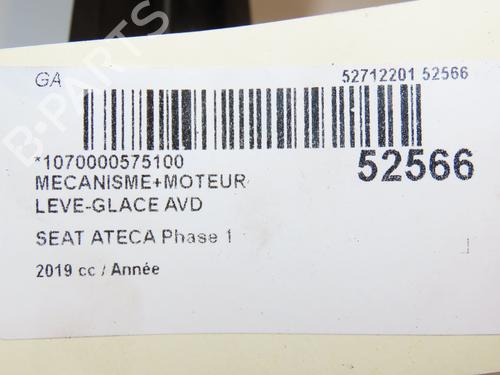 GA 52712201 52566
*1070000575100 52566
MECANISME+MOTEUR
LEVE-GLACE AVD
SEAT ATECA Phase 1
2019 cc / Année
B-PARTS